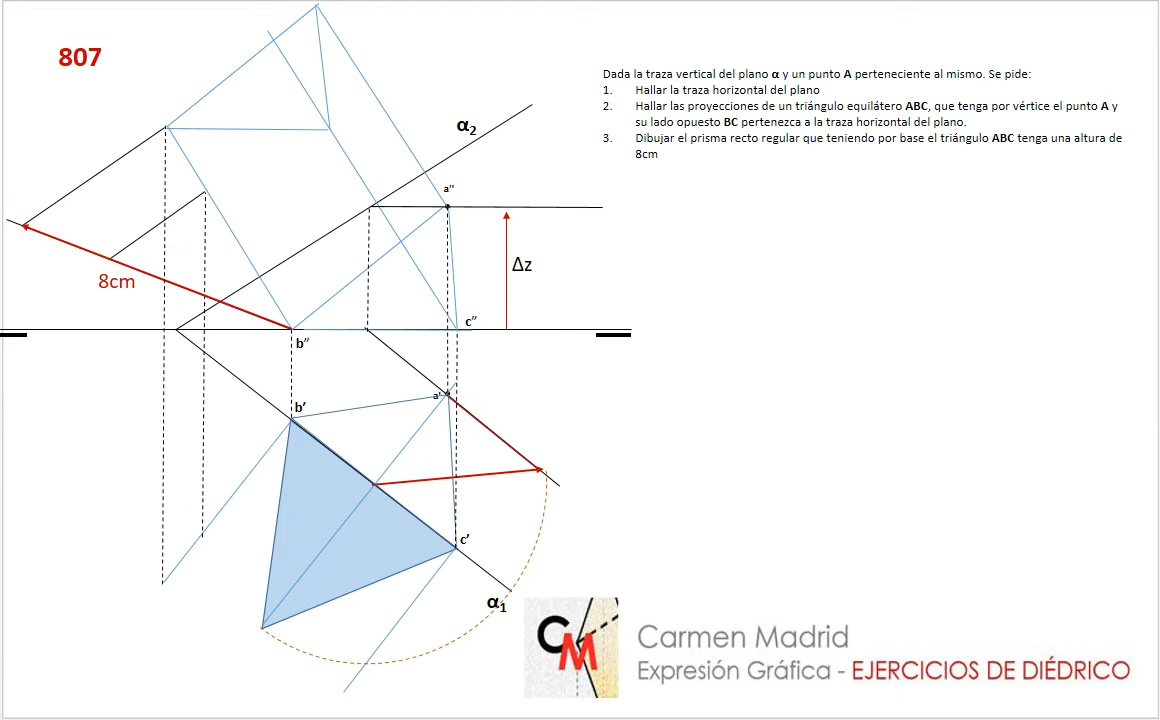 807
Dada la traza vertical del plano α y un punto A perteneciente al mismo. Se pide:
1. Hallar la traza horizontal del plano
2. Hallar las proyecciones de un triángulo equilátero ABC, que tenga por vértice el punto A y
su lado opuesto BC pertenezca a la traza horizontal del plano.
3. Dibujar el prisma recto regular que teniendo por base el triángulo ABC tenga una altura de
8cm
α2
a"
Δz
8cm
c"
b"
a'
b'
c'
α1
CM
Carmen Madrid
Expresión Gráfica - EJERCICIOS DE DIÉDRICO